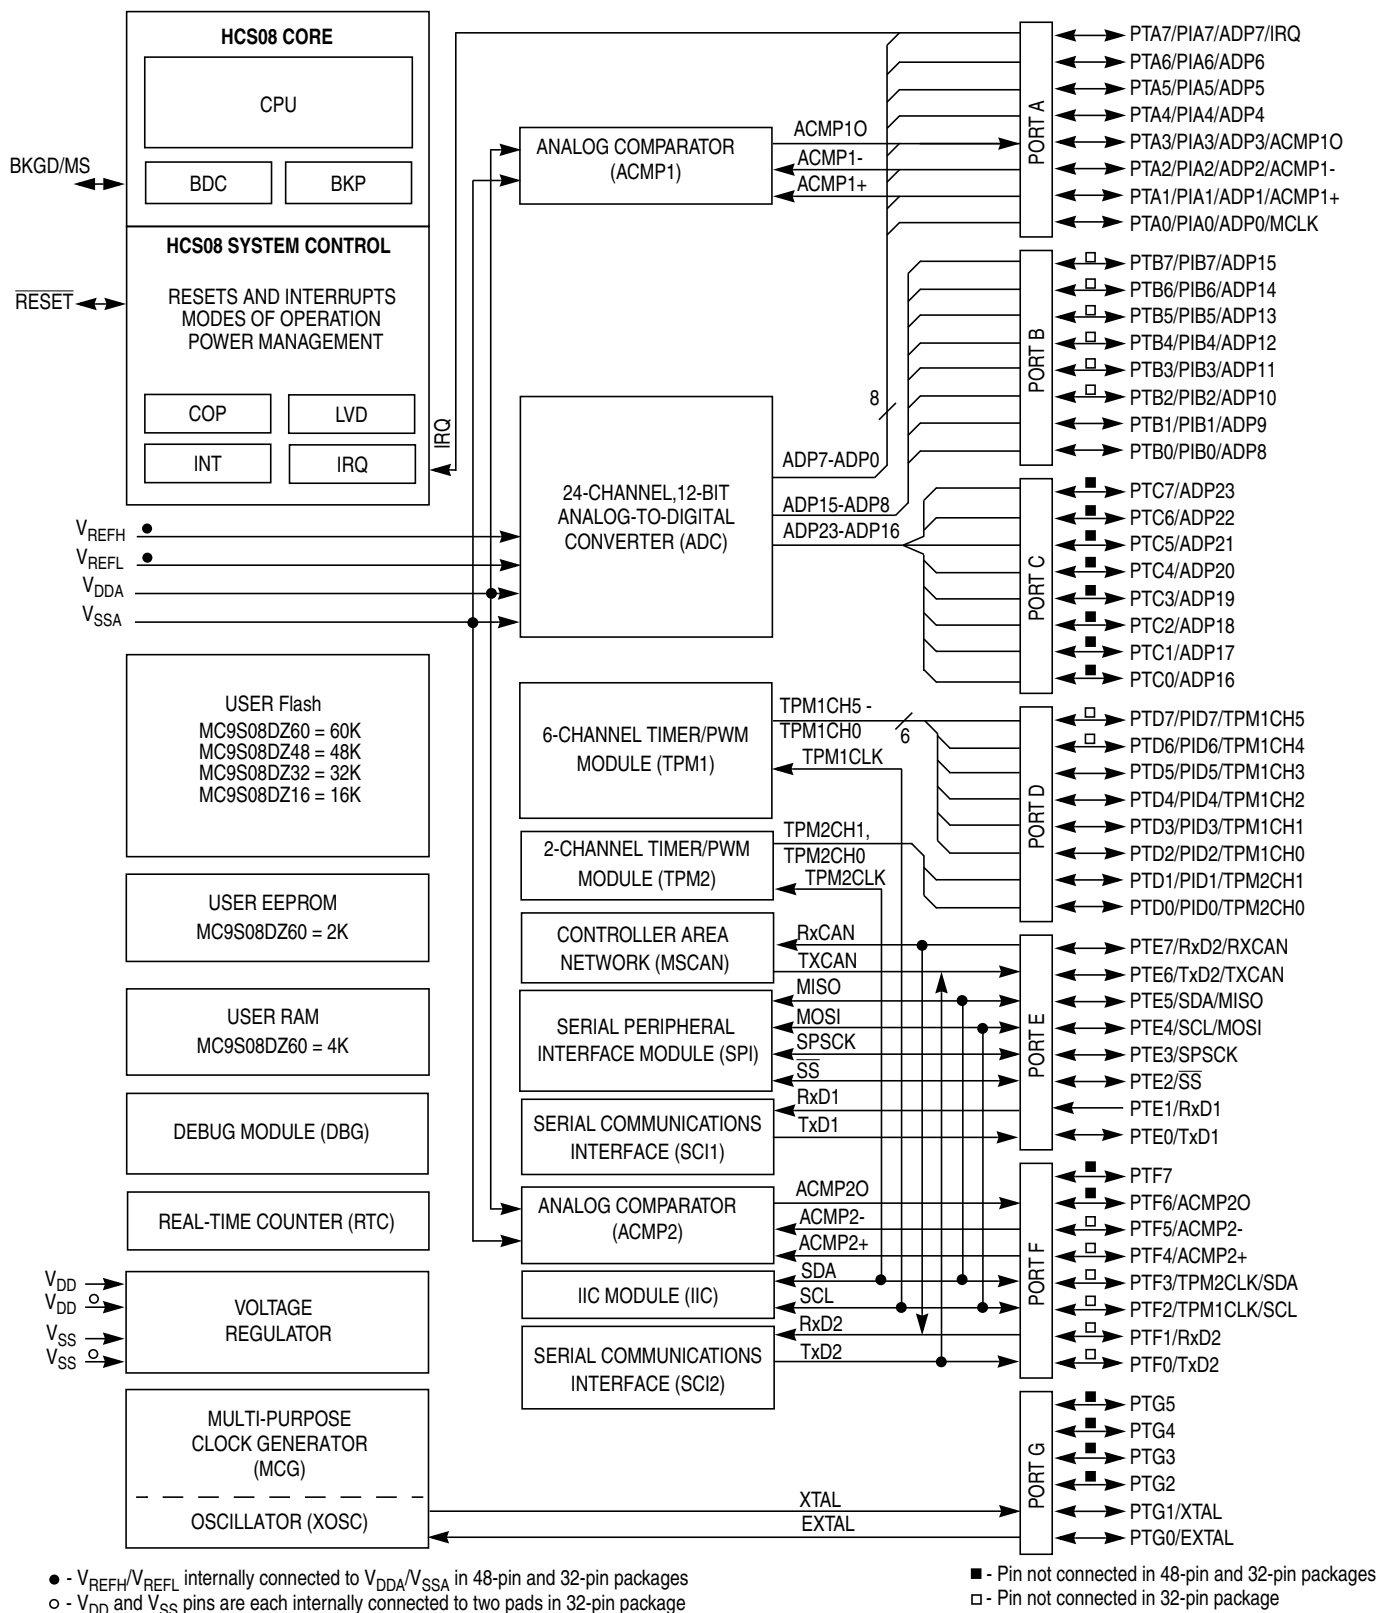 HCS08 CORE
CPU
BDC
BKP
BKGD/MS
HCS08 SYSTEM CONTROL
RESETS AND INTERRUPTS
MODES OF OPERATION
POWER MANAGEMENT
RESET
COP
LVD
INT
IRQ
IRQ
VREFH
VREFL
VDDA
VSSA
USER Flash
MC9S08DZ60 = 60K
MC9S08DZ48 = 48K
MC9S08DZ32 = 32K
MC9S08DZ16 = 16K
USER EEPROM
MC9S08DZ60 = 2K
USER RAM
MC9S08DZ60 = 4K
DEBUG MODULE (DBG)
REAL-TIME COUNTER (RTC)
VDD
VDD
VSS
VSS
VOLTAGE
REGULATOR
MULTI-PURPOSE
CLOCK GENERATOR
(MCG)
OSCILLATOR (XOSC)
ANALOG COMPARATOR
(ACMP1)
ACMP1O
ACMP1-
ACMP1+
24-CHANNEL,12-BIT
ANALOG-TO-DIGITAL
CONVERTER (ADC)
8
ADP7-ADP0
ADP15-ADP8
ADP23-ADP16
6-CHANNEL TIMER/PWM
MODULE (TPM1)
TPM1CH5 -
TPM1CH0
6
TPM1CLK
2-CHANNEL TIMER/PWM
MODULE (TPM2)
TPM2CH1,
TPM2CH0
TPM2CLK
CONTROLLER AREA
NETWORK (MSCAN)
RxCAN
TXCAN
SERIAL PERIPHERAL
INTERFACE MODULE (SPI)
MISO
MOSI
SPSCK
SS
SERIAL COMMUNICATIONS
INTERFACE (SCI1)
RxD1
TxD1
ANALOG COMPARATOR
(ACMP2)
ACMP2O
ACMP2-
ACMP2+
IIC MODULE (IIC)
SDA
SCL
SERIAL COMMUNICATIONS
INTERFACE (SCI2)
RxD2
TxD2
XTAL
EXTAL
PORT A
PTA7/PIA7/ADP7/IRQ
PTA6/PIA6/ADP6
PTA5/PIA5/ADP5
PTA4/PIA4/ADP4
PTA3/PIA3/ADP3/ACMP1O
PTA2/PIA2/ADP2/ACMP1-
PTA1/PIA1/ADP1/ACMP1+
PTA0/PIA0/ADP0/MCLK
PORT B
PTB7/PIB7/ADP15
PTB6/PIB6/ADP14
PTB5/PIB5/ADP13
PTB4/PIB4/ADP12
PTB3/PIB3/ADP11
PTB2/PIB2/ADP10
PTB1/PIB1/ADP9
PTB0/PIB0/ADP8
PORT C
PTC7/ADP23
PTC6/ADP22
PTC5/ADP21
PTC4/ADP20
PTC3/ADP19
PTC2/ADP18
PTC1/ADP17
PTC0/ADP16
PORT D
PTD7/PID7/TPM1CH5
PTD6/PID6/TPM1CH4
PTD5/PID5/TPM1CH3
PTD4/PID4/TPM1CH2
PTD3/PID3/TPM1CH1
PTD2/PID2/TPM1CH0
PTD1/PID1/TPM2CH1
PTD0/PID0/TPM2CH0
PORT E
PTE7/RxD2/RXCAN
PTE6/TxD2/TXCAN
PTE5/SDA/MISO
PTE4/SCL/MOSI
PTE3/SPSCK
PTE2/SS
PTE1/RxD1
PTE0/TxD1
PORT F
PTF7
PTF6/ACMP2O
PTF5/ACMP2-
PTF4/ACMP2+
PTF3/TPM2CLK/SDA
PTF2/TPM1CLK/SCL
PTF1/RxD2
PTF0/TxD2
PORT G
PTG5
PTG4
PTG3
PTG2
PTG1/XTAL
PTG0/EXTAL
● - VREFH/VREFL internally connected to VDDA/VSSA in 48-pin and 32-pin packages
○ - VDD and VSS pins are each internally connected to two pads in 32-pin package
■ - Pin not connected in 48-pin and 32-pin packages
□ - Pin not connected in 32-pin package